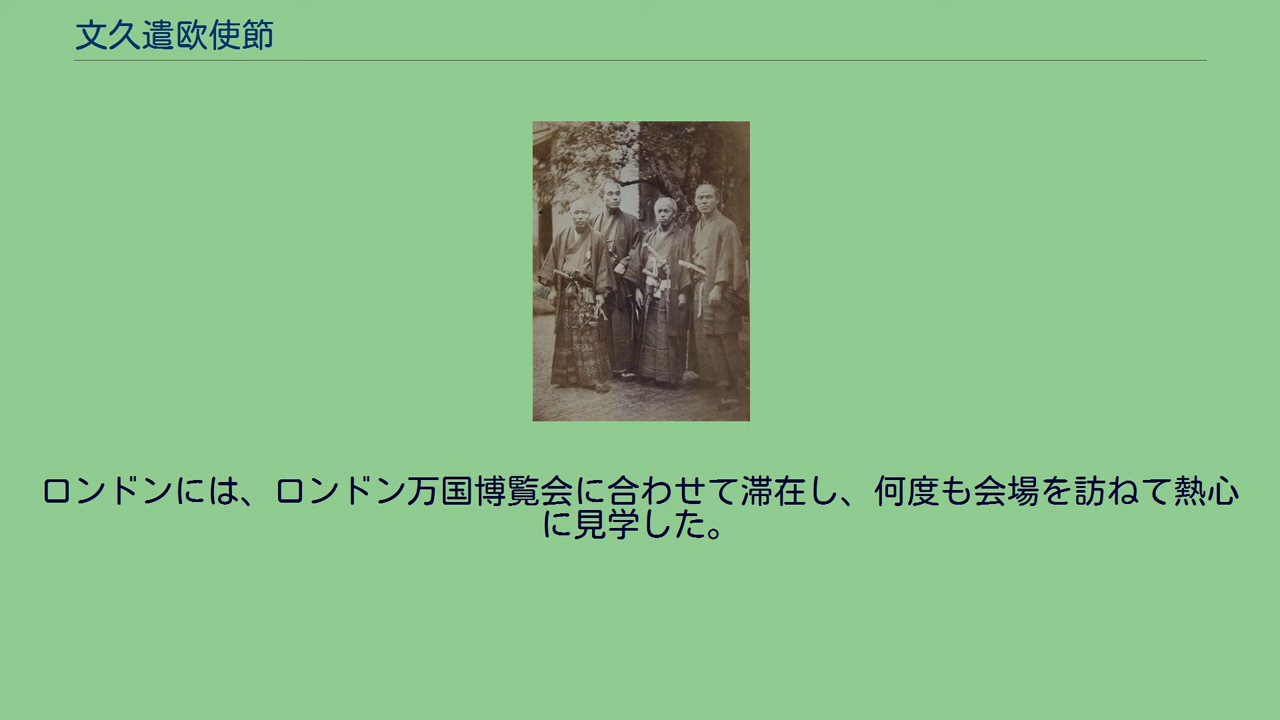 文久遣欧使節
ロンドンには、ロンドン万国博覧会に合わせて滞在し、何度も会場を訪ねて熱心
に見学した。